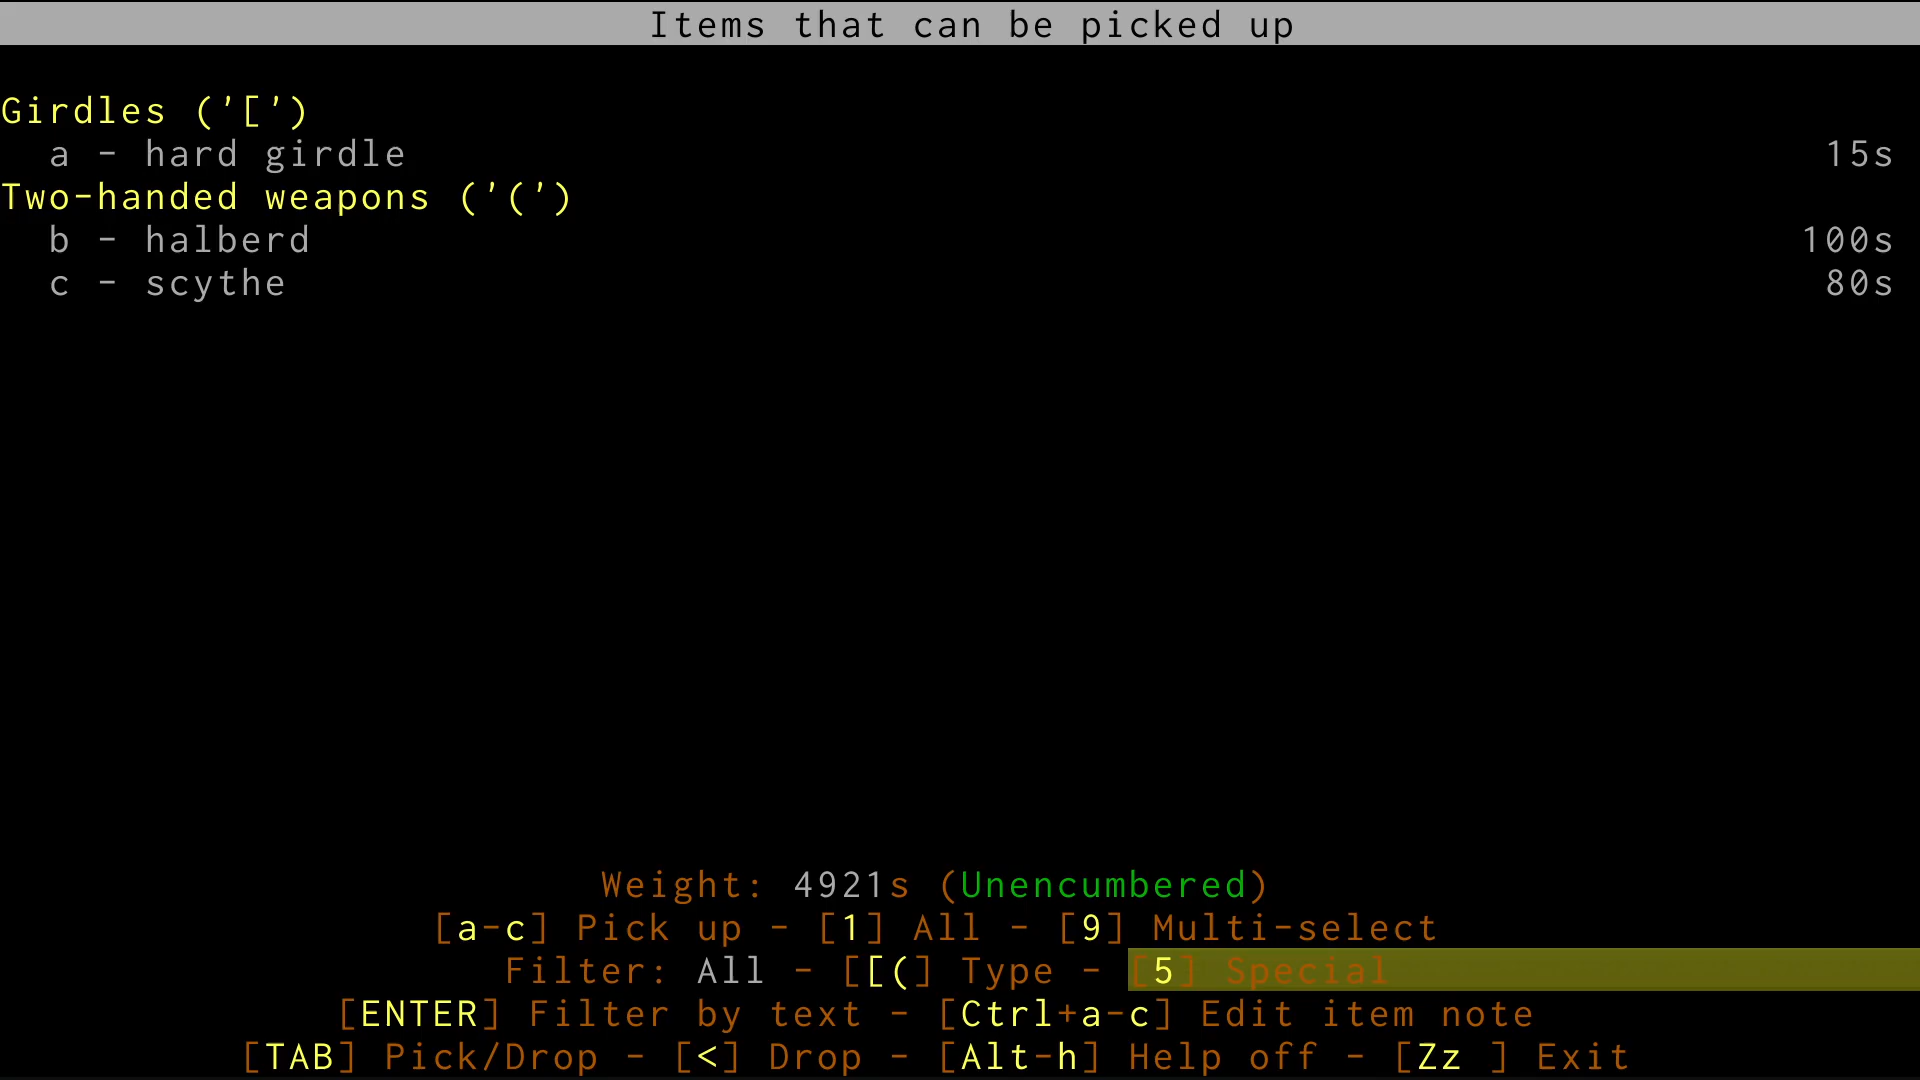 Items that can be picked up
Girdles ('[')
a - hard girdle 15s
Two-handed weapons ('(')
b - halberd 100s
c - scythe 80s
Weight: 4921s (Unencumbered)
[a-c] Pick up - [1] All - [9] Multi-select
Filter: All - [[(] Type - [5] Special
[ENTER] Filter by text - [Ctrl+a-c] Edit item note
[TAB] Pick/Drop - [<] Drop - [Alt-h] Help off - [Zz ] Exit